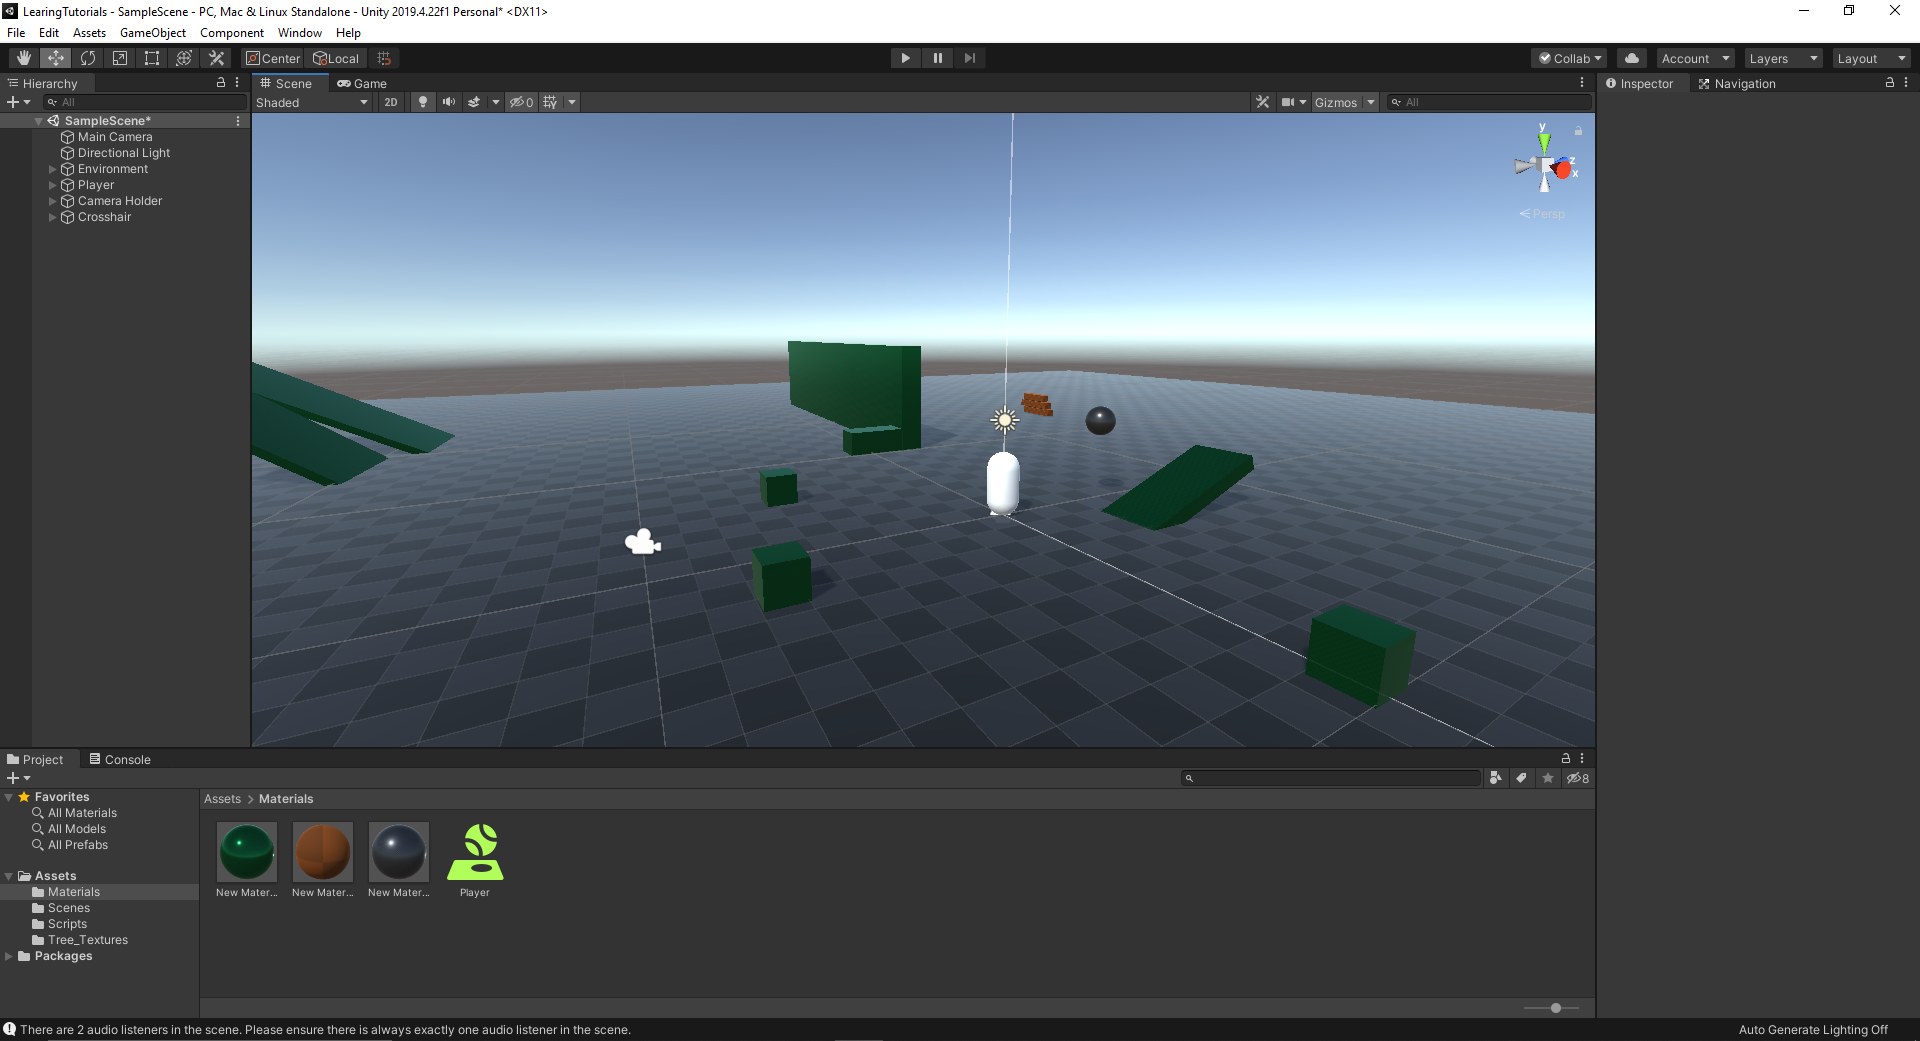 LearingTutorials - SampleScene - PC, Mac & Linux Standalone - Unity 2019.4.22f1 Personal* <DX11>
File Edit Assets GameObject Component Window Help
Center Local Collab Account Layers Layout
Hierarchy
All
SampleScene*
Main Camera
Directional Light
Environment
Player
Camera Holder
Crosshair
Scene Game
Shaded 2D 0 Gizmos All
y
z
x
Persp
Inspector Navigation
Project Console
8
Favorites
All Materials
All Models
All Prefabs
Assets
Materials
Scenes
Scripts
Tree_Textures
Packages
Assets > Materials
New Mater... New Mater... New Mater... Player
There are 2 audio listeners in the scene. Please ensure there is always exactly one audio listener in the scene.
Auto Generate Lighting Off